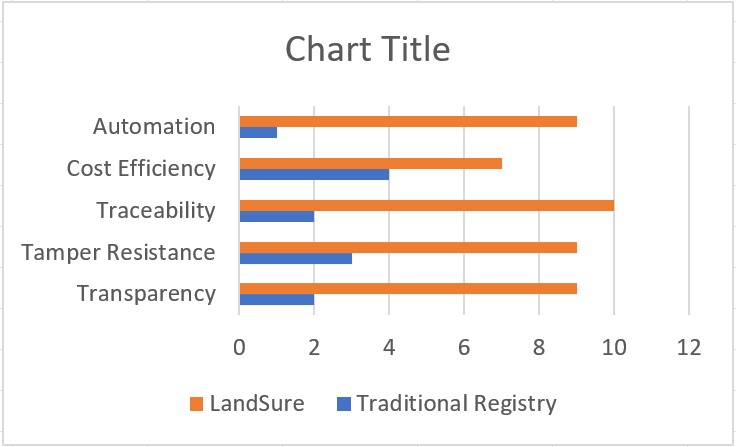 Chart Title
Automation
Cost Efficiency
Traceability
Tamper Resistance
Transparency
0 2 4 6 8 10 12
LandSure Traditional Registry